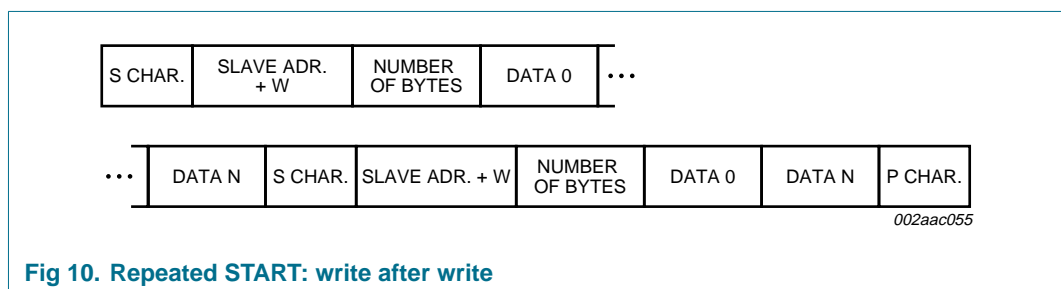 S CHAR.
SLAVE ADR.
+ W
NUMBER
OF BYTES
DATA 0
•••
•••
DATA N
S CHAR.
SLAVE ADR. + W
NUMBER
OF BYTES
DATA 0
DATA N
P CHAR.
002aac055
Fig 10. Repeated START: write after write